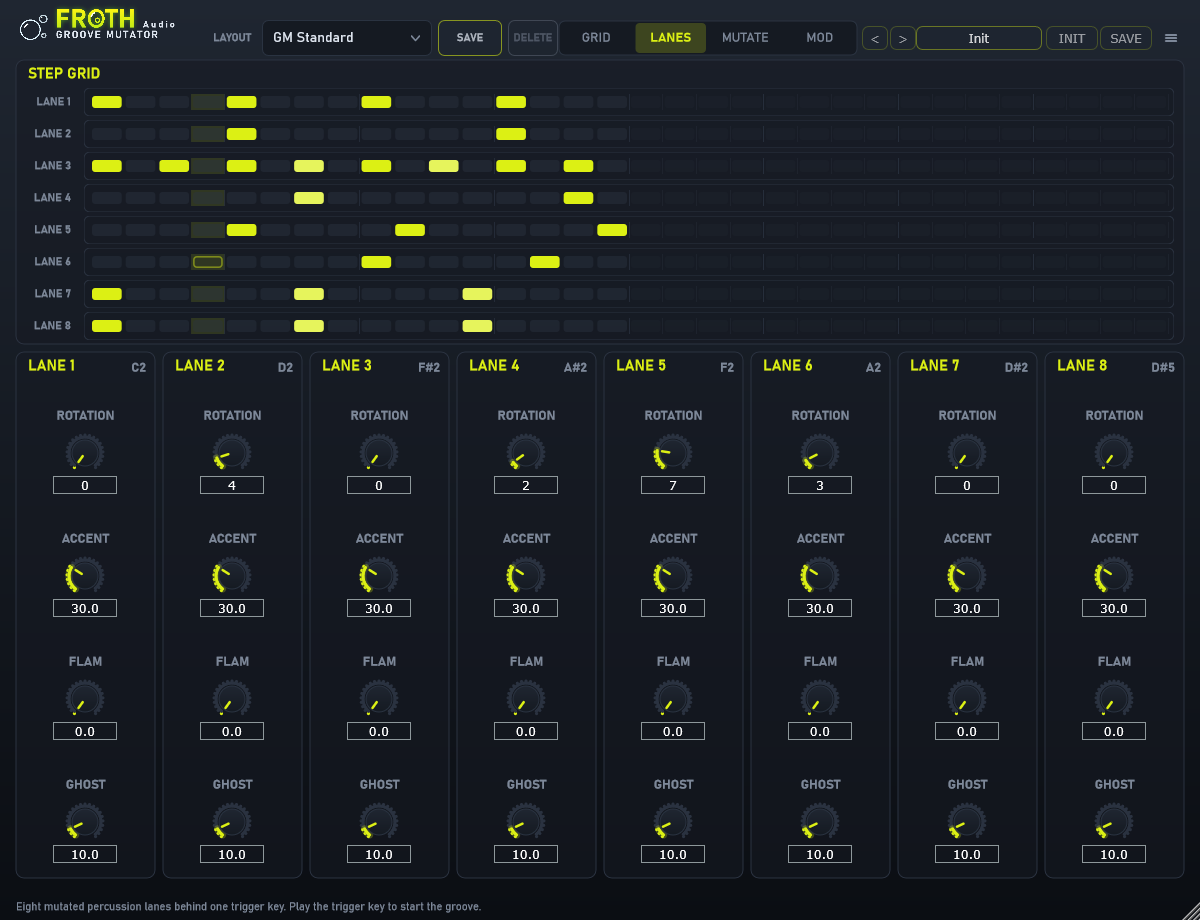 FROTH Audio
GROOVE MUTATOR
LAYOUT GM Standard SAVE DELETE GRID LANES MUTATE MOD < > Init INIT SAVE
STEP GRID
LANE 1
LANE 2
LANE 3
LANE 4
LANE 5
LANE 6
LANE 7
LANE 8
LANE 1 C2 LANE 2 D2 LANE 3 F#2 LANE 4 A#2 LANE 5 F2 LANE 6 A2 LANE 7 D#2 LANE 8 D#5
ROTATION ROTATION ROTATION ROTATION ROTATION ROTATION ROTATION ROTATION
0 4 0 2 7 3 0 0
ACCENT ACCENT ACCENT ACCENT ACCENT ACCENT ACCENT ACCENT
30.0 30.0 30.0 30.0 30.0 30.0 30.0 30.0
FLAM FLAM FLAM FLAM FLAM FLAM FLAM FLAM
0.0 0.0 0.0 0.0 0.0 0.0 0.0 0.0
GHOST GHOST GHOST GHOST GHOST GHOST GHOST GHOST
10.0 10.0 10.0 10.0 10.0 10.0 10.0 10.0
Eight mutated percussion lanes behind one trigger key. Play the trigger key to start the groove.